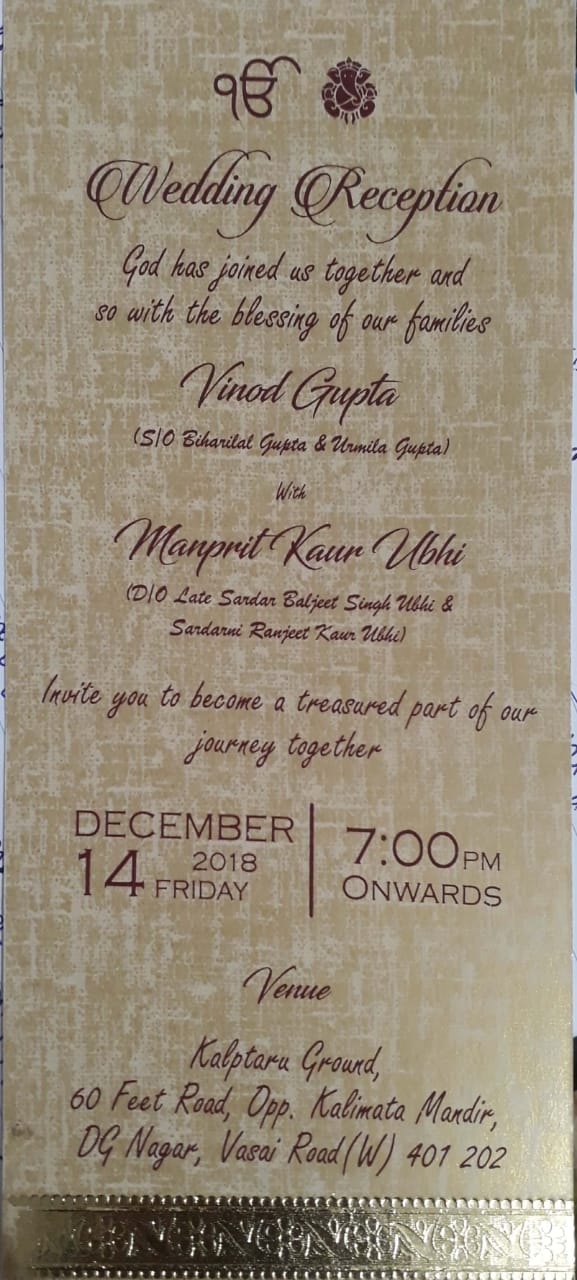 ੴ
Wedding Reception
God has joined us together and
so with the blessing of our families
Vinod Gupta
(S/O Biharilal Gupta & Urmila Gupta)
With
Manprit Kaur Ubhi
(D/O Late Sardar Baljeet Singh Ubhi &
Sardarni Ranjeet Kaur Ubhi)
Invite you to become a treasured part of our
journey together
DECEMBER
14 2018 FRIDAY
7:00 PM
ONWARDS
Venue
Kalptaru Ground,
60 Feet Road, Opp. Kalimata Mandir,
DG Nagar, Vasai Road(W) 401 202